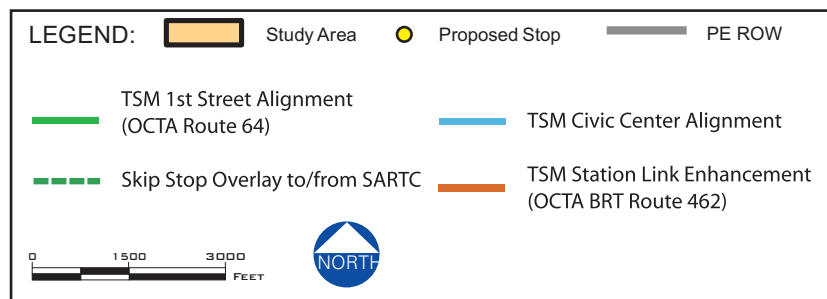 LEGEND: Study Area Proposed Stop PE ROW
TSM 1st Street Alignment
(OCTA Route 64)
TSM Civic Center Alignment
Skip Stop Overlay to/from SARTC
TSM Station Link Enhancement
(OCTA BRT Route 462)
0 1500 3000
FEET
NORTH